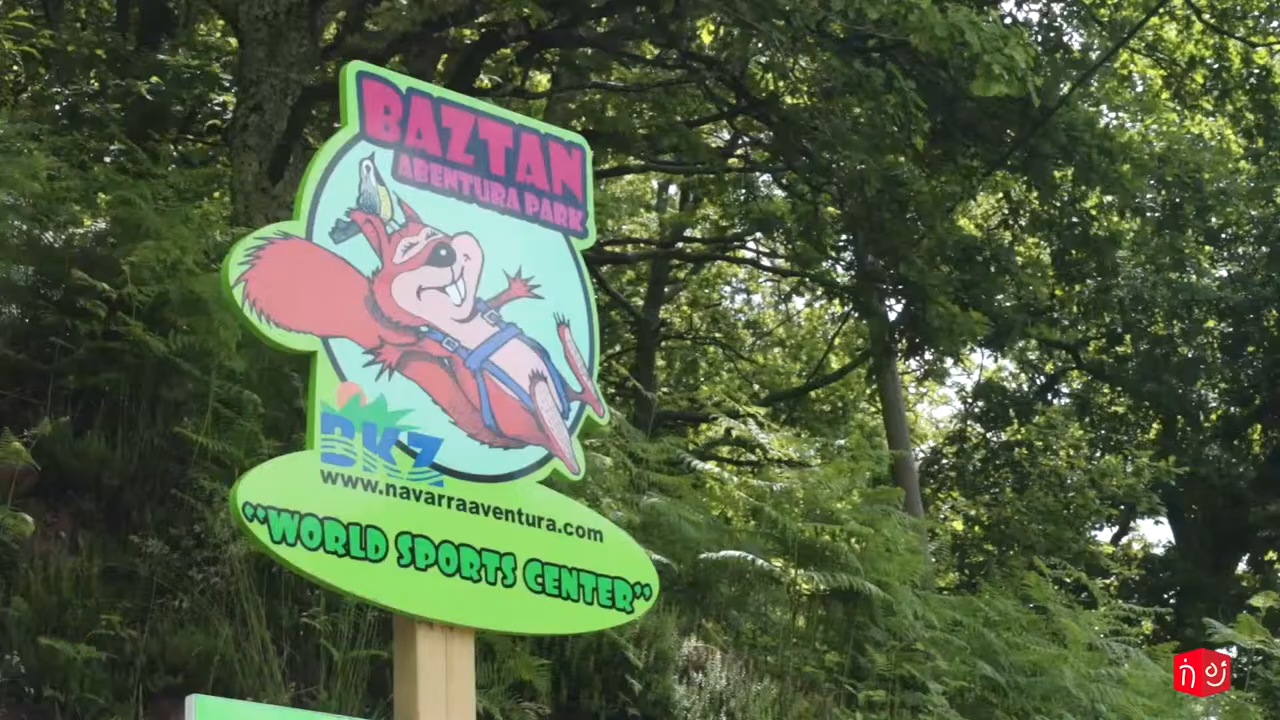 BAZTAN
ABENTURA PARK
BKZ
www.navarraaventura.com
“WORLD SPORTS CENTER”